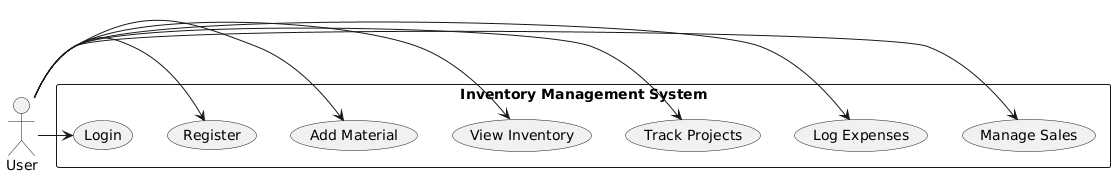 Inventory Management System
Login
Register
Add Material
View Inventory
Track Projects
Log Expenses
Manage Sales
User